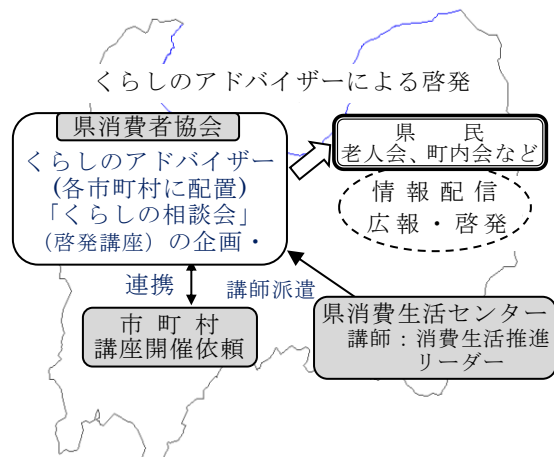 くらしのアドバイザーによる啓発
県消費者協会
くらしのアドバイザー
(各市町村に配置)
「くらしの相談会」
（啓発講座）の企画・
県　民
老人会、町内会など
情報配信
広報・啓発
連携
講師派遣
市町村
講座開催依頼
県消費生活センター
講師：消費生活推進
リーダー